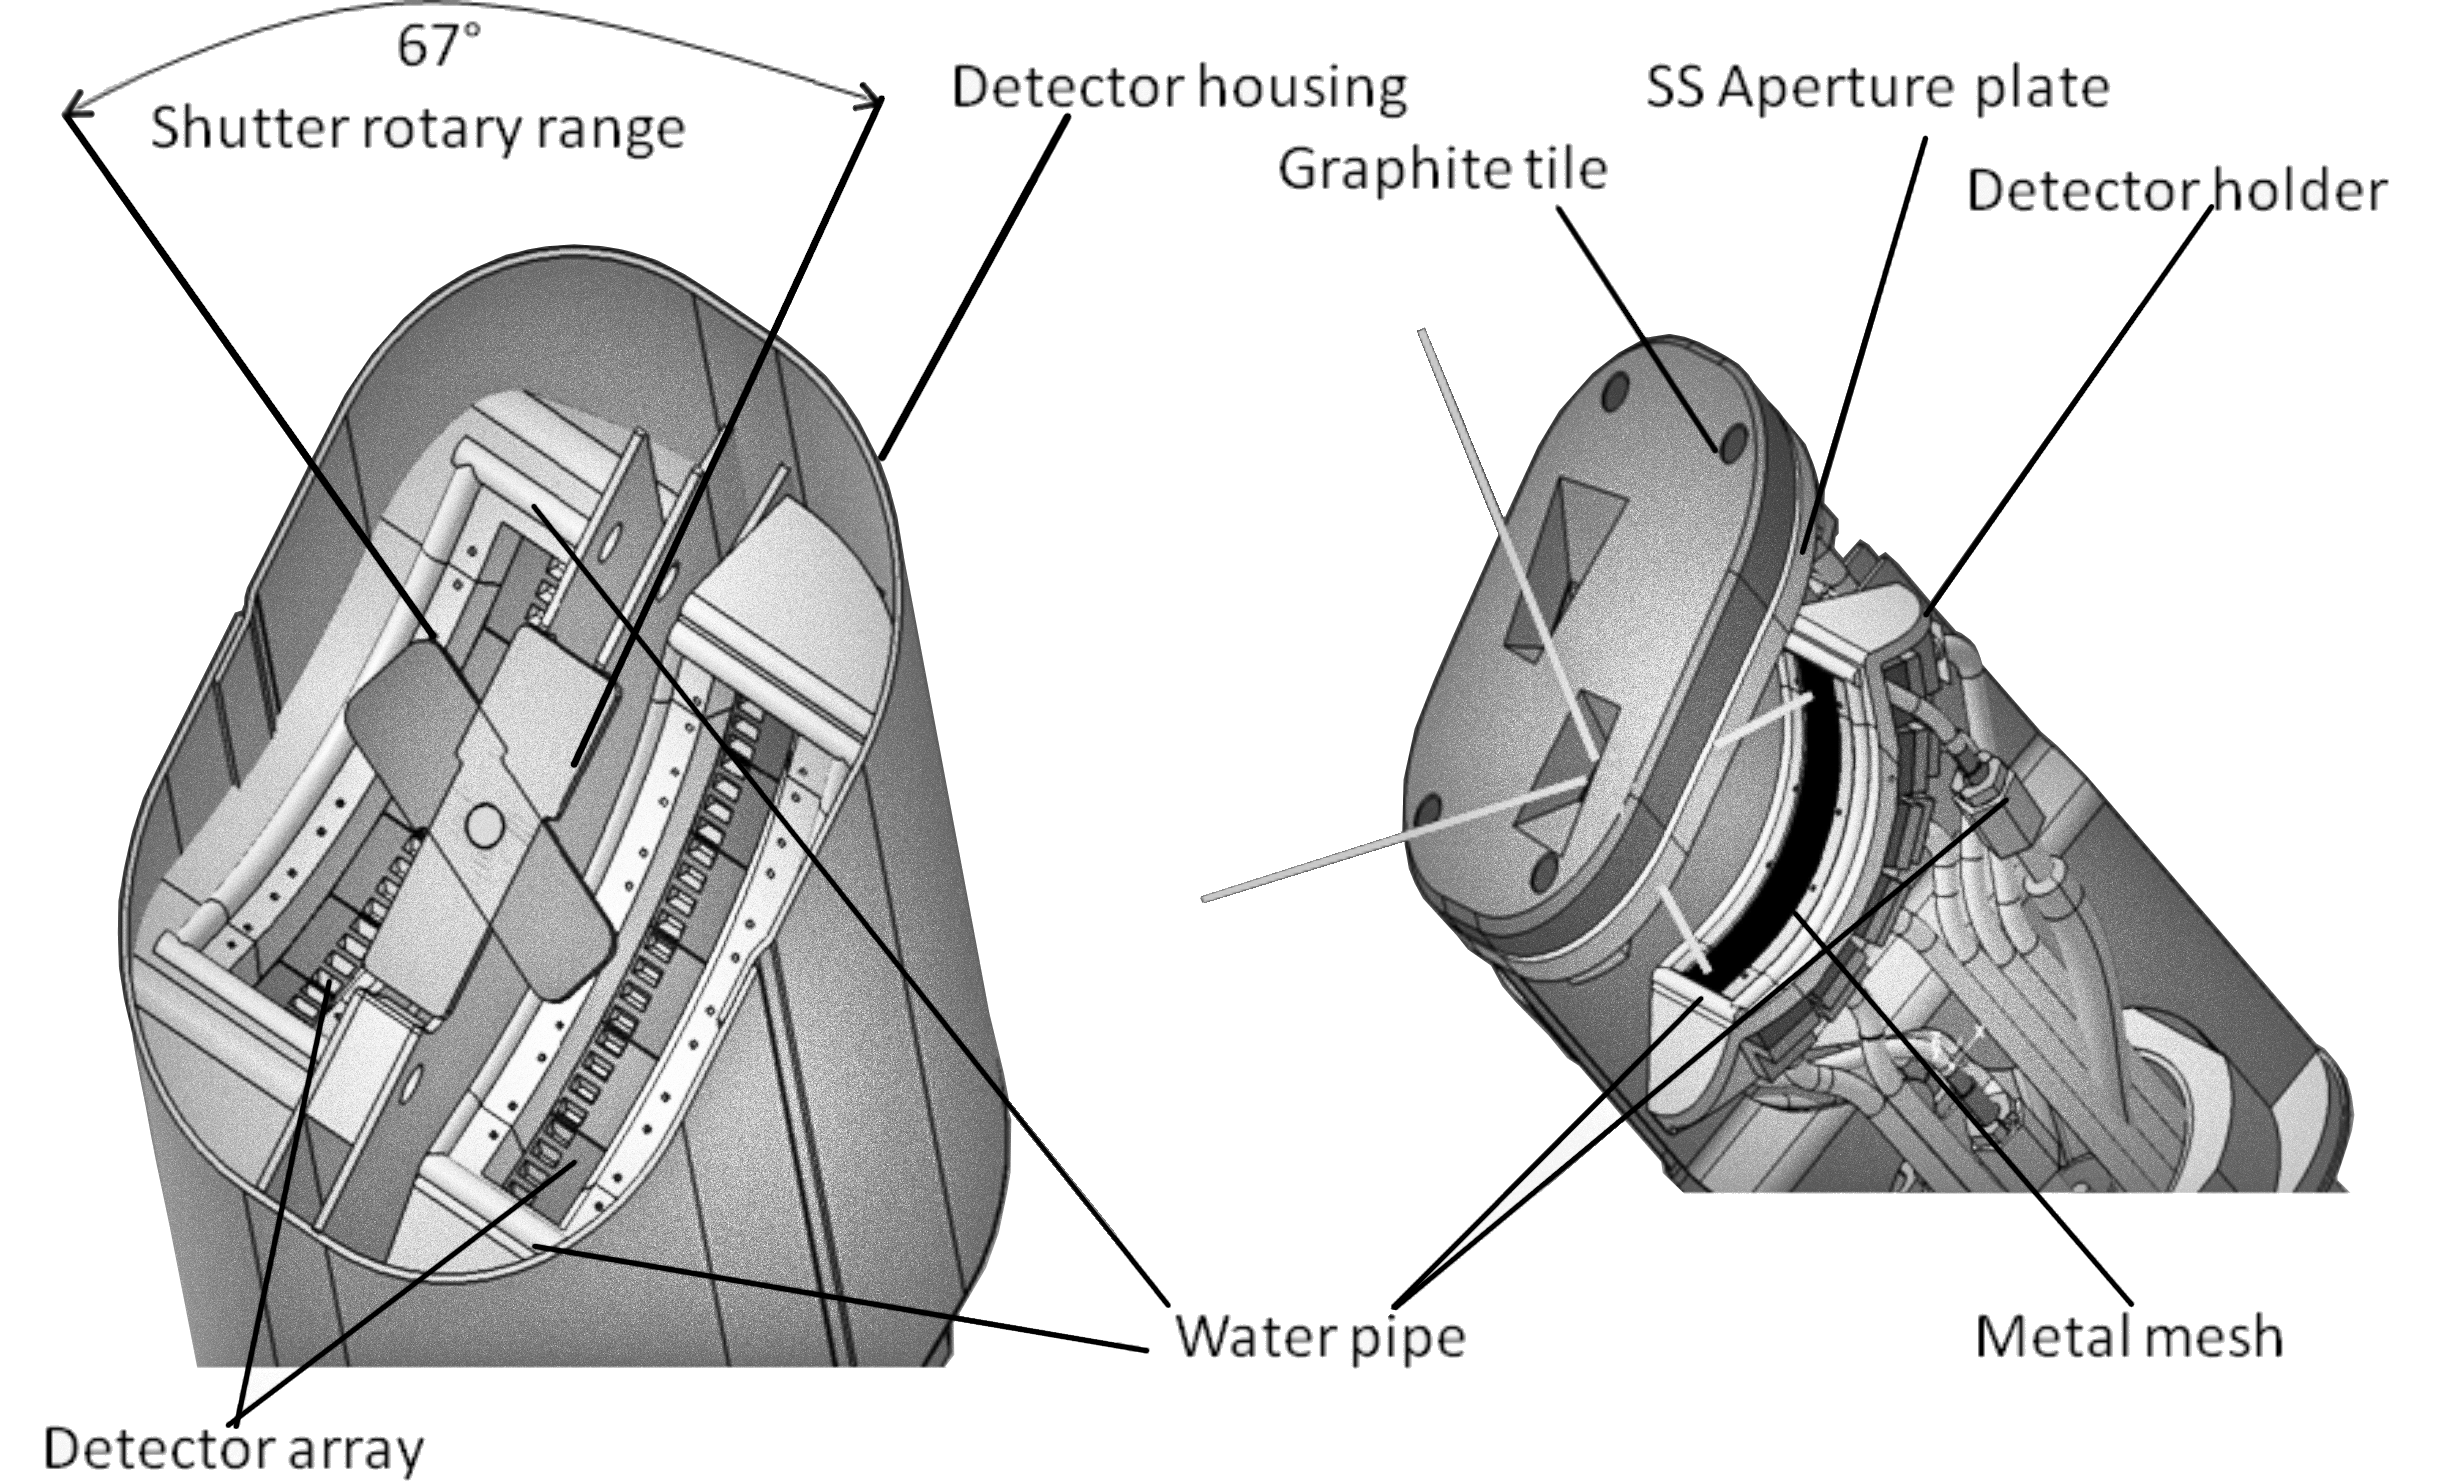 67°
Shutter rotary range
Detector housing
SS Aperture plate
Graphite tile
Detector holder
Water pipe
Metal mesh
Detector array